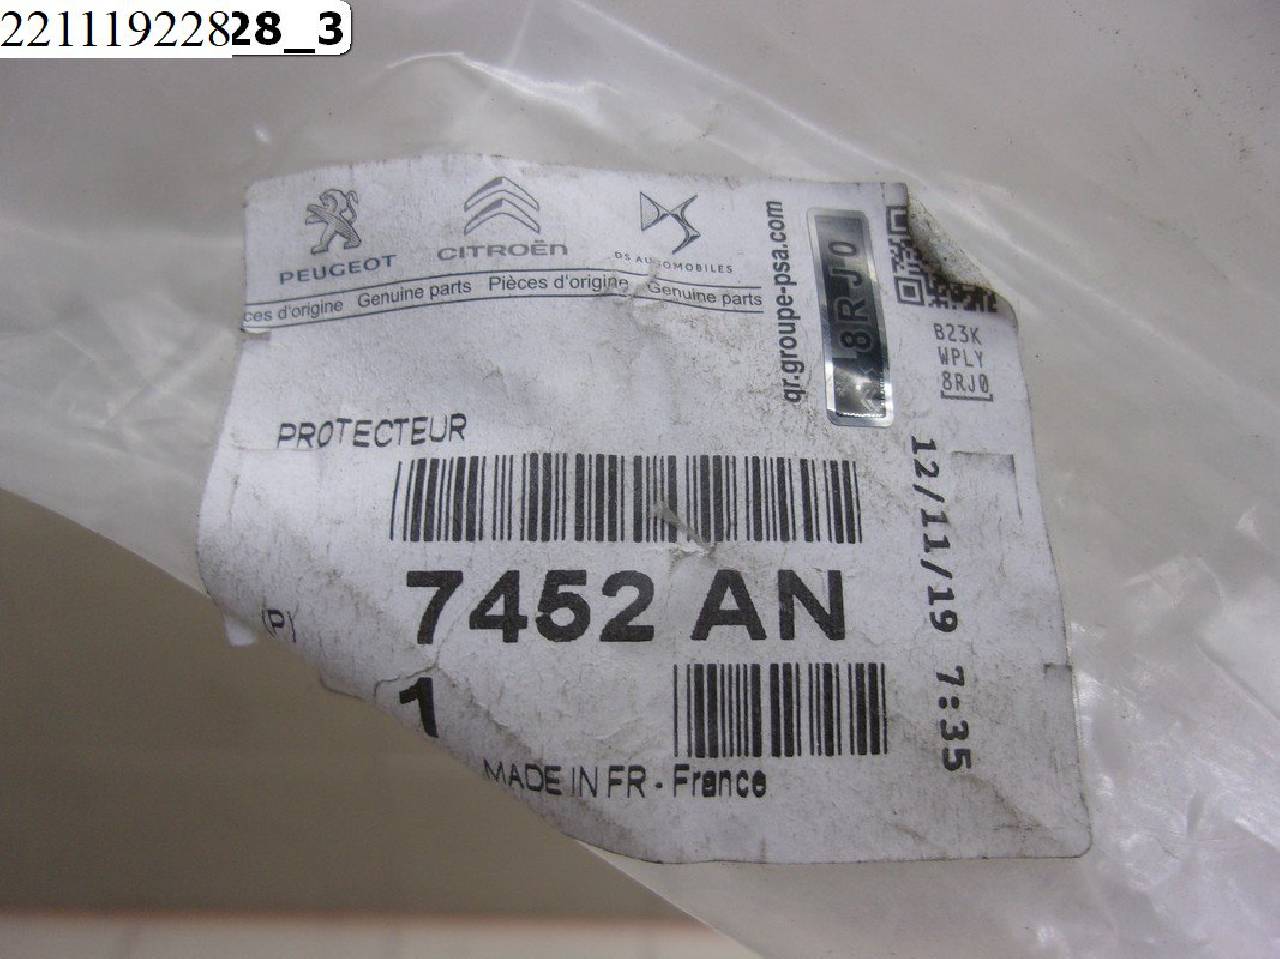 22111922828_3
PEUGEOT
CITROËN
DS AUTOMOBILES
ces d'origine Genuine parts Pièces d'origine Genuine parts
qr.groupe-psa.com
8RJ0
B23K
WPLY
8RJ0
PROTECTEUR
12/11/19 7:35
7452 AN
(P)
1
MADE IN FR - France